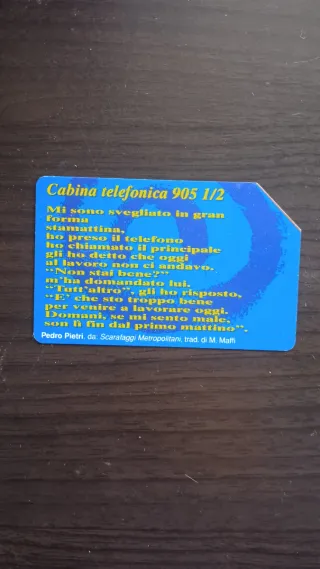 Cabina telefonica 905 1/2
Mi sono svegliato in gran
forma
stamattina,
ho preso il telefono
ho chiamato il principale
gli ho detto che oggi
al lavoro non ci andavo.
"Non stai bene?"
m'ha domandato lui.
"Tutt'altro", gli ho risposto,
"E' che sto troppo bene
per venire a lavorare oggi.
Domani, se mi sento male,
son lì fin dal primo mattino".
Pedro Pietri, da: Scarafaggi Metropolitani, trad. di M. Maffi